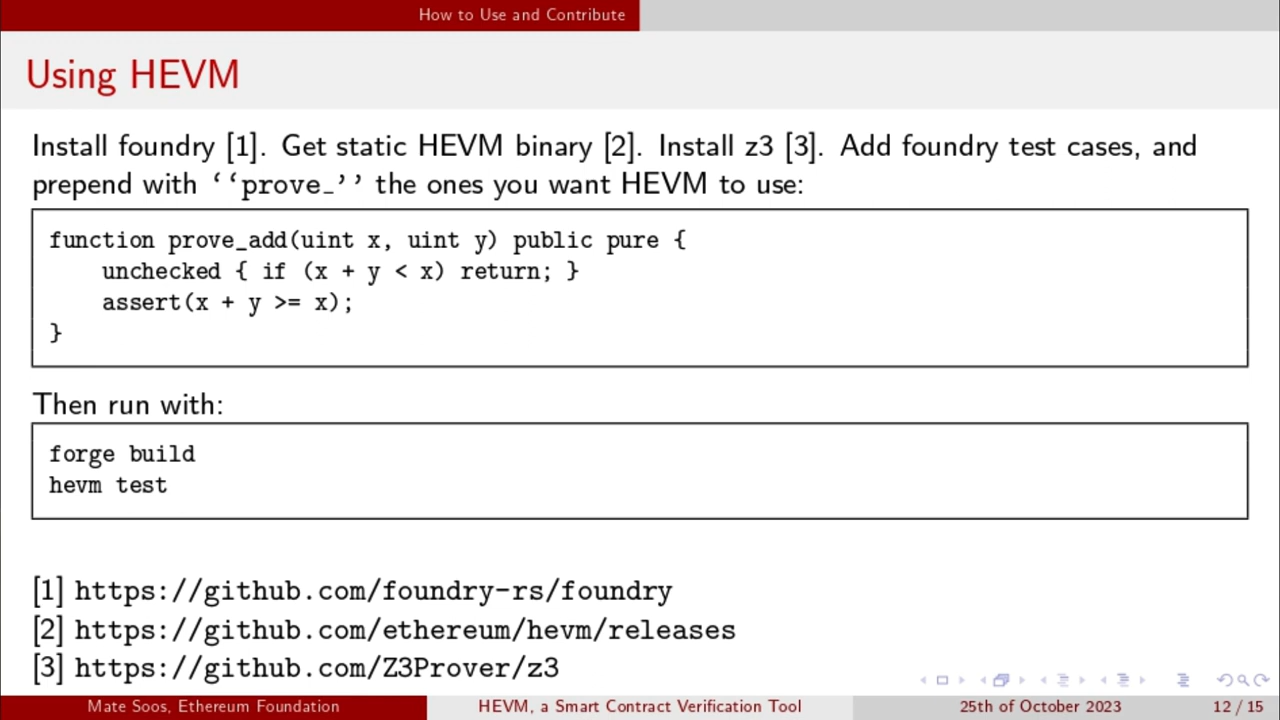 How to Use and Contribute
Using HEVM
Install foundry [1]. Get static HEVM binary [2]. Install z3 [3]. Add foundry test cases, and
prepend with ‘‘prove_’’ the ones you want HEVM to use:
function prove_add(uint x, uint y) public pure {
    unchecked { if (x + y < x) return; }
    assert(x + y >= x);
}
Then run with:
forge build
hevm test
[1] https://github.com/foundry-rs/foundry
[2] https://github.com/ethereum/hevm/releases
[3] https://github.com/Z3Prover/z3
Mate Soos, Ethereum Foundation HEVM, a Smart Contract Verification Tool 25th of October 2023 12 / 15